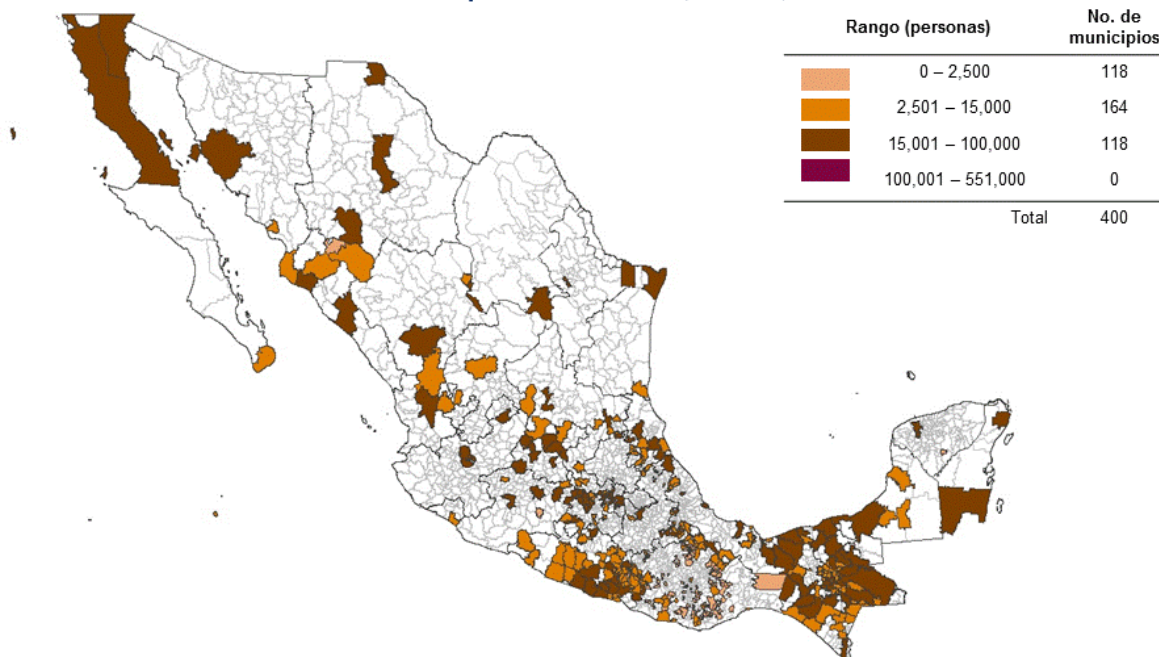 Rango (personas) No. de
municipios
0 – 2,500 118
2,501 – 15,000 164
15,001 – 100,000 118
100,001 – 551,000 0
Total 400